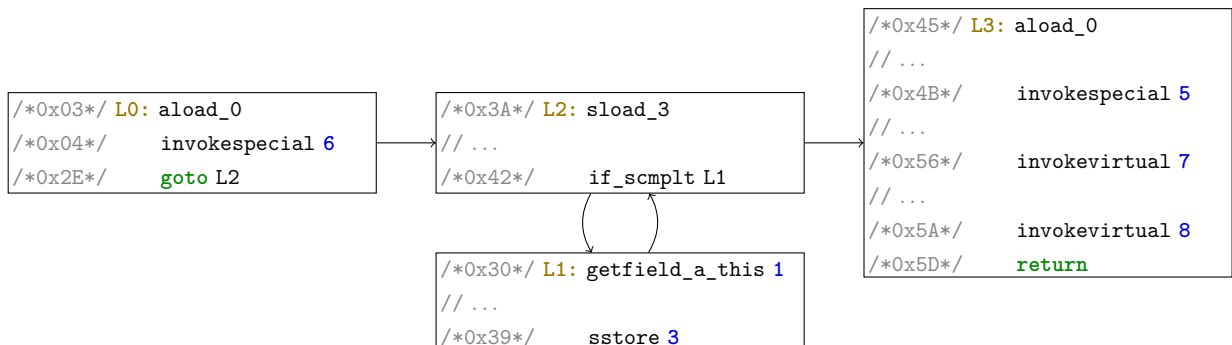 /*0x03*/ L0: aload_0
/*0x04*/ invokespecial 6
/*0x2E*/ goto L2
/*0x3A*/ L2: sload_3
// ...
/*0x42*/ if_scmplt L1
/*0x30*/ L1: getfield_a_this 1
// ...
/*0x39*/ sstore 3
/*0x45*/ L3: aload_0
// ...
/*0x4B*/ invokespecial 5
// ...
/*0x56*/ invokevirtual 7
// ...
/*0x5A*/ invokevirtual 8
/*0x5D*/ return